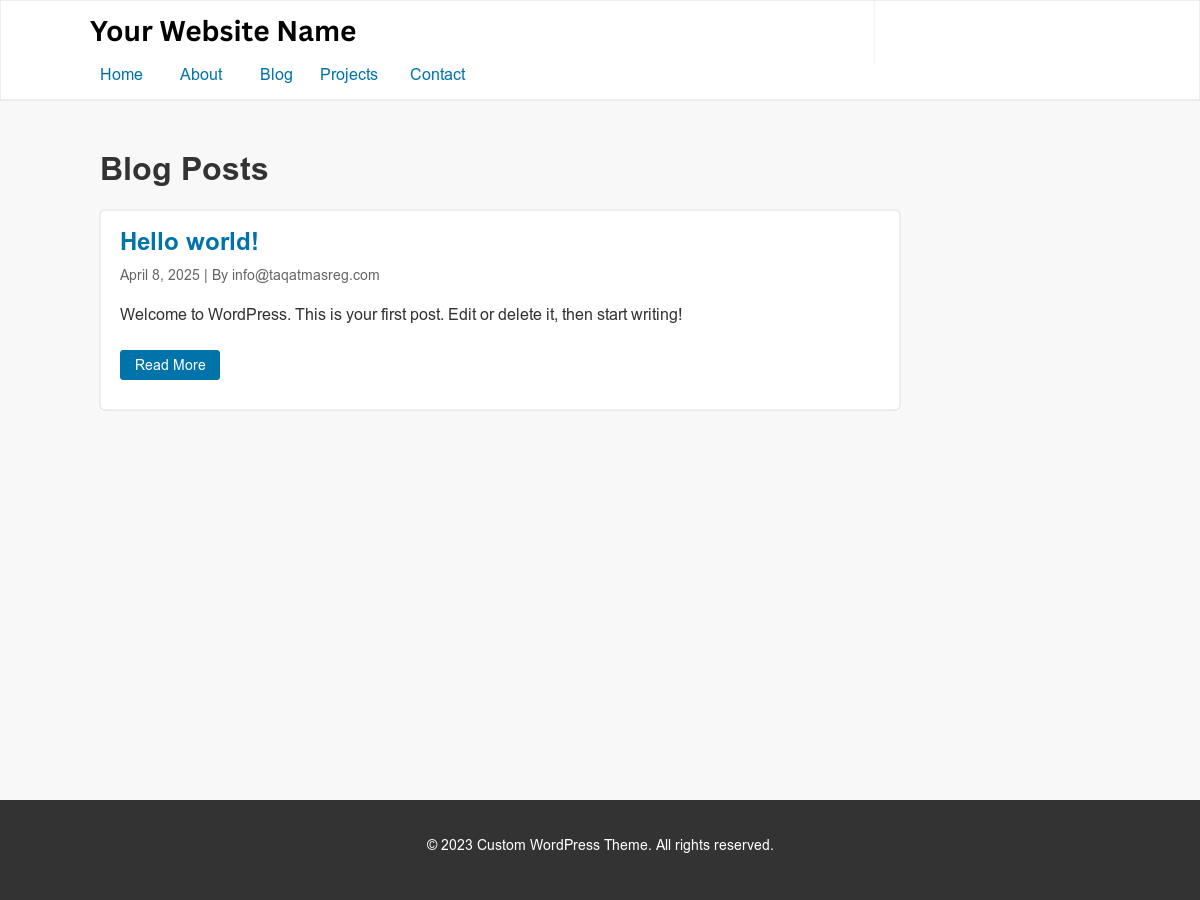 Your Website Name
Home About Blog Projects Contact
Blog Posts
Hello world!
April 8, 2025 | By info@taqatmasreg.com
Welcome to WordPress. This is your first post. Edit or delete it, then start writing!
Read More
© 2023 Custom WordPress Theme. All rights reserved.